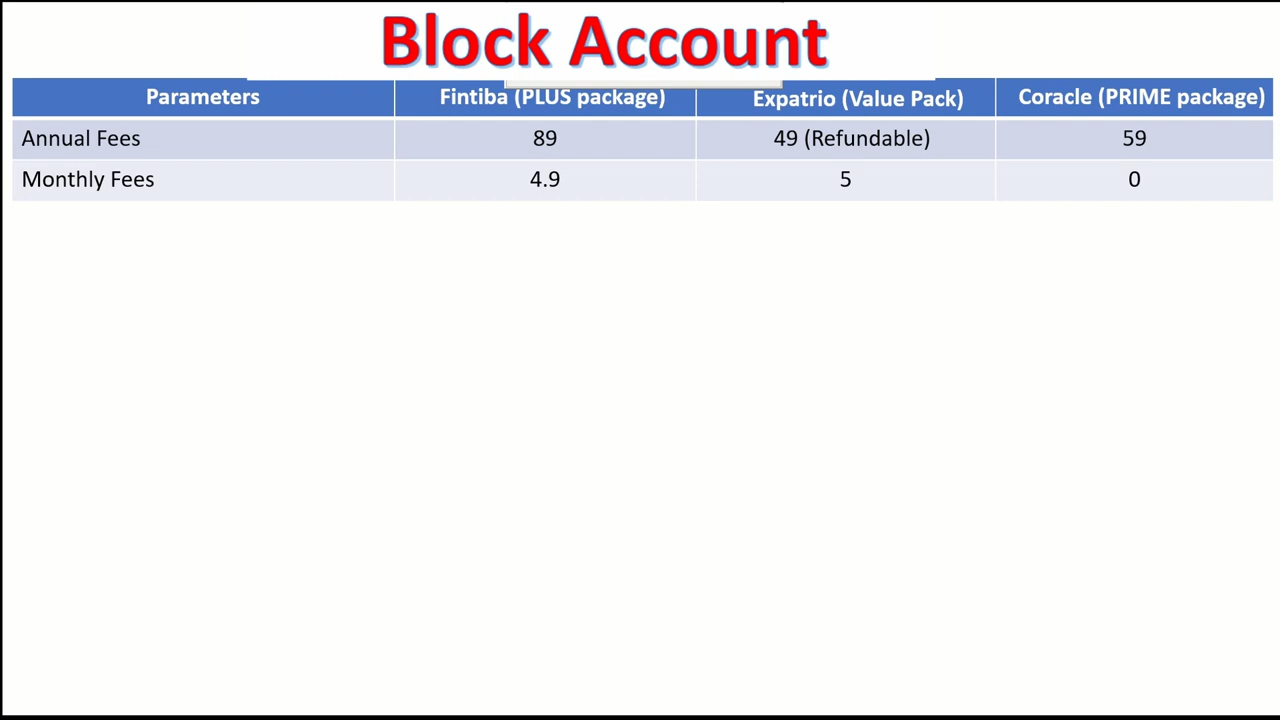 Block Account
Parameters Fintiba (PLUS package) Expatrio (Value Pack) Coracle (PRIME package)
Annual Fees 89 49 (Refundable) 59
Monthly Fees 4.9 5 0